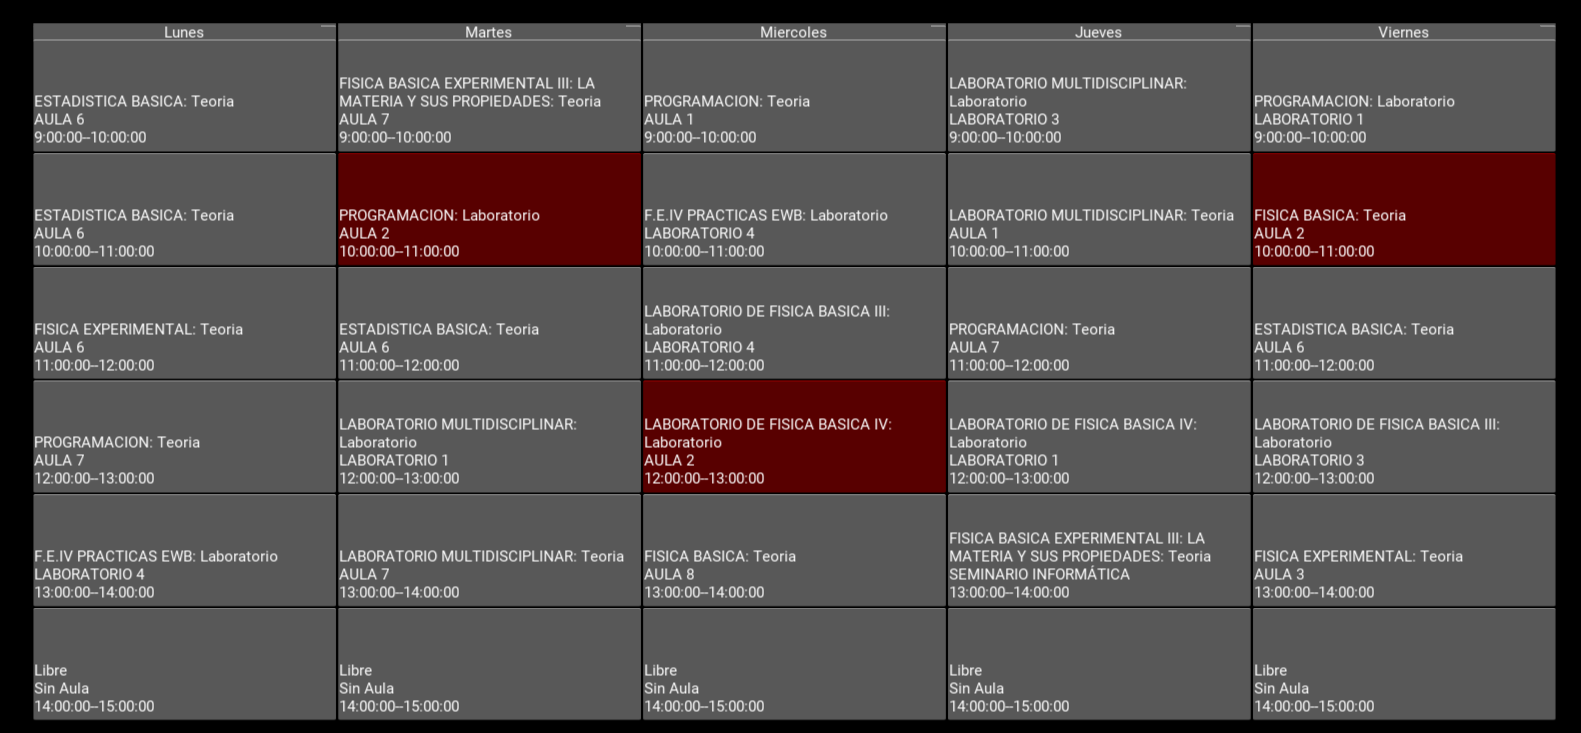 Lunes
Martes
Miercoles
Jueves
Viernes
ESTADISTICA BASICA: Teoria
AULA 6
9:00:00–10:00:00
FISICA BASICA EXPERIMENTAL III: LA
MATERIA Y SUS PROPIEDADES: Teoria
AULA 7
9:00:00–10:00:00
PROGRAMACION: Teoria
AULA 1
9:00:00–10:00:00
LABORATORIO MULTIDISCIPLINAR:
Laboratorio
LABORATORIO 3
9:00:00–10:00:00
PROGRAMACION: Laboratorio
LABORATORIO 1
9:00:00–10:00:00
ESTADISTICA BASICA: Teoria
AULA 6
10:00:00–11:00:00
PROGRAMACION: Laboratorio
AULA 2
10:00:00–11:00:00
F.E.IV PRACTICAS EWB: Laboratorio
LABORATORIO 4
10:00:00–11:00:00
LABORATORIO MULTIDISCIPLINAR: Teoria
AULA 1
10:00:00–11:00:00
FISICA BASICA: Teoria
AULA 2
10:00:00–11:00:00
FISICA EXPERIMENTAL: Teoria
AULA 6
11:00:00–12:00:00
ESTADISTICA BASICA: Teoria
AULA 6
11:00:00–12:00:00
LABORATORIO DE FISICA BASICA III:
Laboratorio
LABORATORIO 4
11:00:00–12:00:00
PROGRAMACION: Teoria
AULA 7
11:00:00–12:00:00
ESTADISTICA BASICA: Teoria
AULA 6
11:00:00–12:00:00
PROGRAMACION: Teoria
AULA 7
12:00:00–13:00:00
LABORATORIO MULTIDISCIPLINAR:
Laboratorio
LABORATORIO 1
12:00:00–13:00:00
LABORATORIO DE FISICA BASICA IV:
Laboratorio
AULA 2
12:00:00–13:00:00
LABORATORIO DE FISICA BASICA IV:
Laboratorio
LABORATORIO 1
12:00:00–13:00:00
LABORATORIO DE FISICA BASICA III:
Laboratorio
LABORATORIO 3
12:00:00–13:00:00
F.E.IV PRACTICAS EWB: Laboratorio
LABORATORIO 4
13:00:00–14:00:00
LABORATORIO MULTIDISCIPLINAR: Teoria
AULA 7
13:00:00–14:00:00
FISICA BASICA: Teoria
AULA 8
13:00:00–14:00:00
FISICA BASICA EXPERIMENTAL III: LA
MATERIA Y SUS PROPIEDADES: Teoria
SEMINARIO INFORMÁTICA
13:00:00–14:00:00
FISICA EXPERIMENTAL: Teoria
AULA 3
13:00:00–14:00:00
Libre
Sin Aula
14:00:00–15:00:00
Libre
Sin Aula
14:00:00–15:00:00
Libre
Sin Aula
14:00:00–15:00:00
Libre
Sin Aula
14:00:00–15:00:00
Libre
Sin Aula
14:00:00–15:00:00